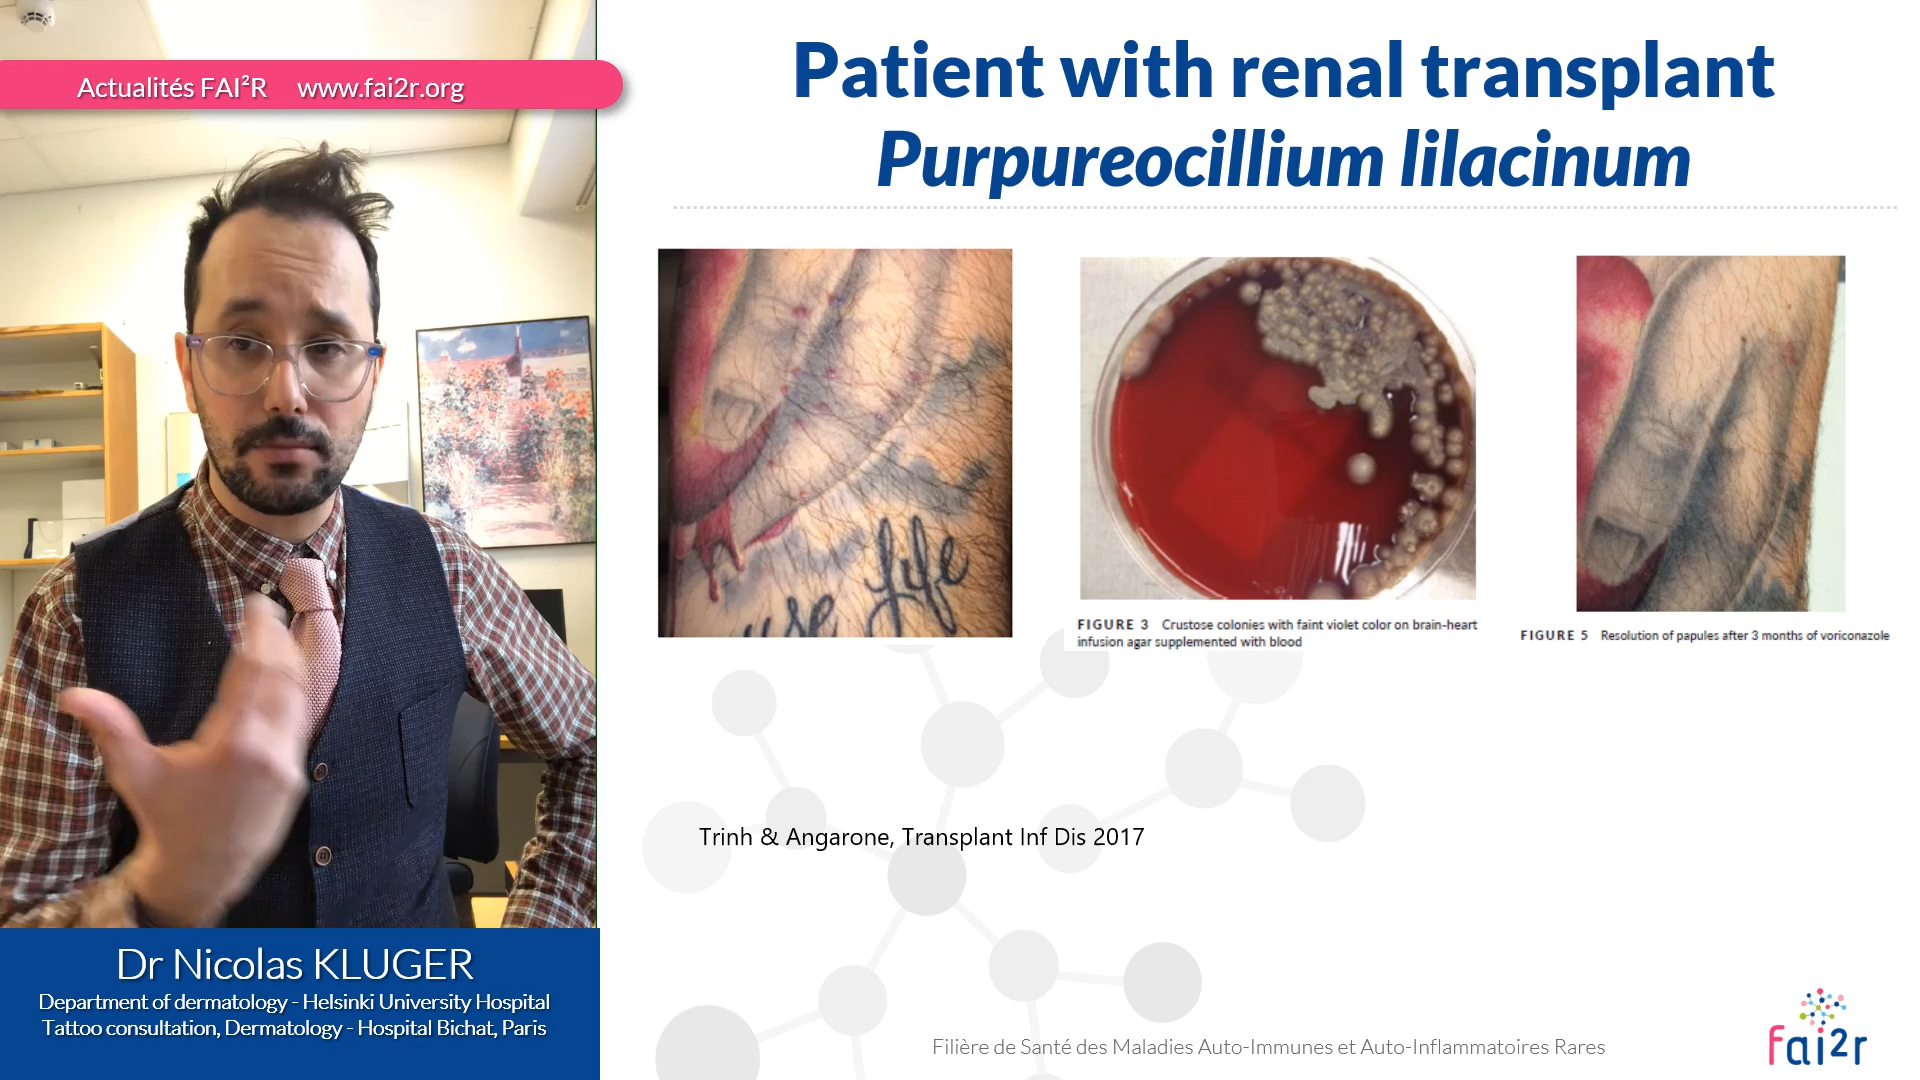 Actualités FAI²R www.fai2r.org
Patient with renal transplant
Purpureocillium lilacinum
use life
FIGURE 3 Crustose colonies with faint violet color on brain-heart
infusion agar supplemented with blood
FIGURE 5 Resolution of papules after 3 months of voriconazole
Trinh & Angarone, Transplant Inf Dis 2017
Dr Nicolas KLUGER
Department of dermatology - Helsinki University Hospital
Tattoo consultation, Dermatology - Hospital Bichat, Paris
Filière de Santé des Maladies Auto-Immunes et Auto-Inflammatoires Rares
fai2r